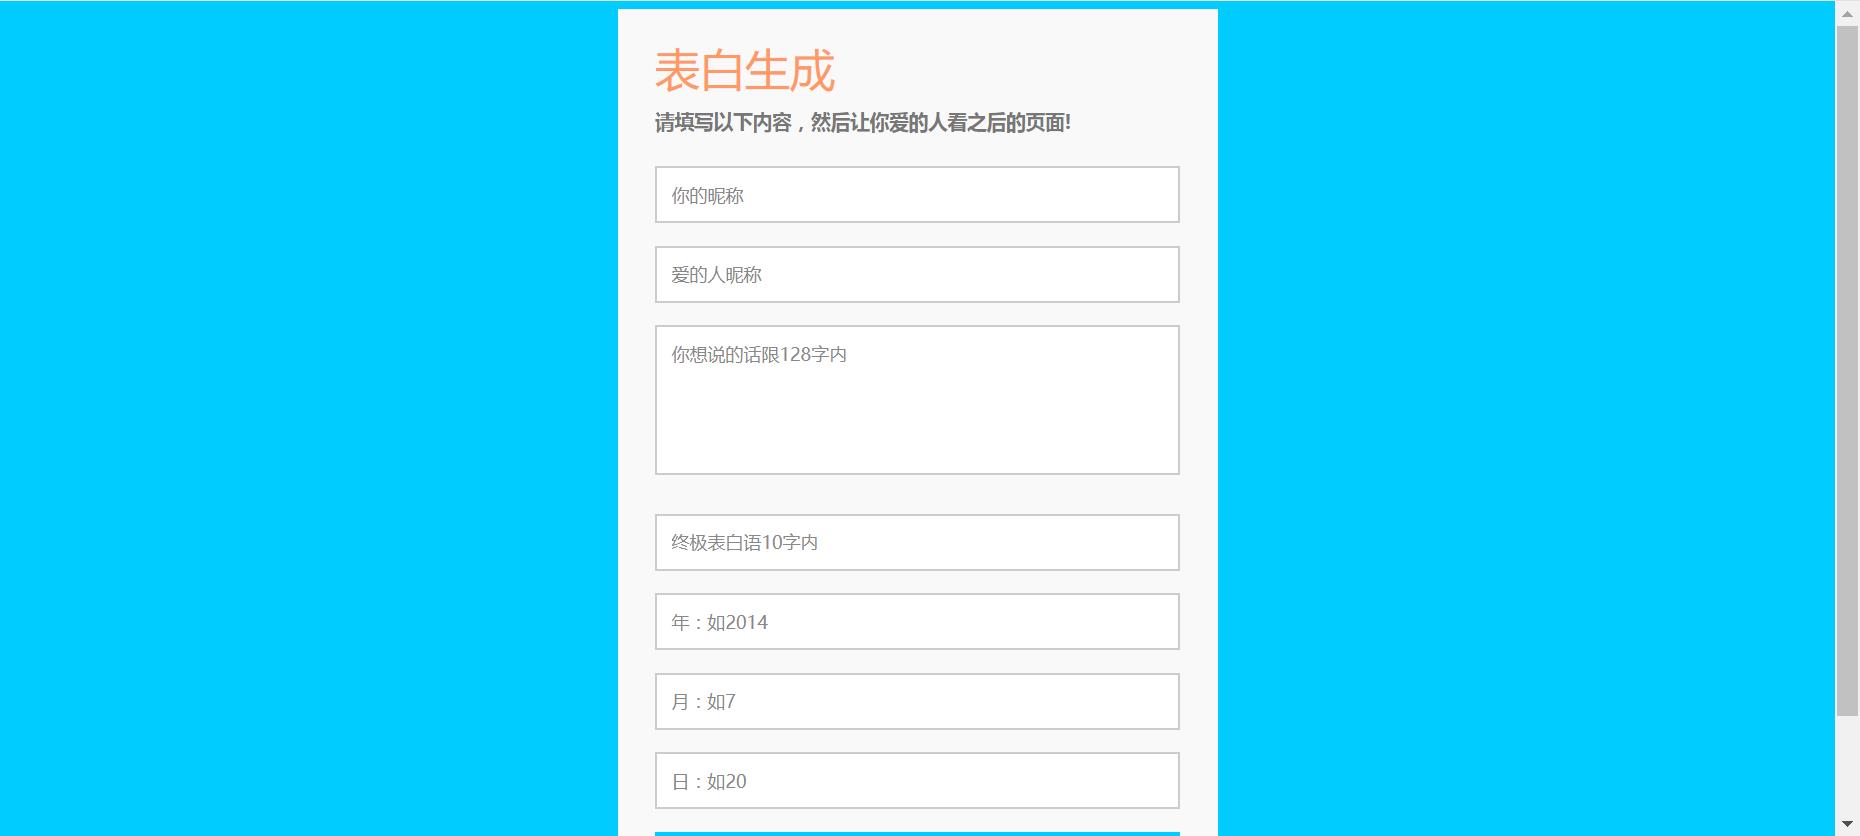 表白生成
请填写以下内容，然后让你爱的人看之后的页面!
你的昵称
爱的人昵称
你想说的话限128字内
终极表白语10字内
年：如2014
月：如7
日：如20